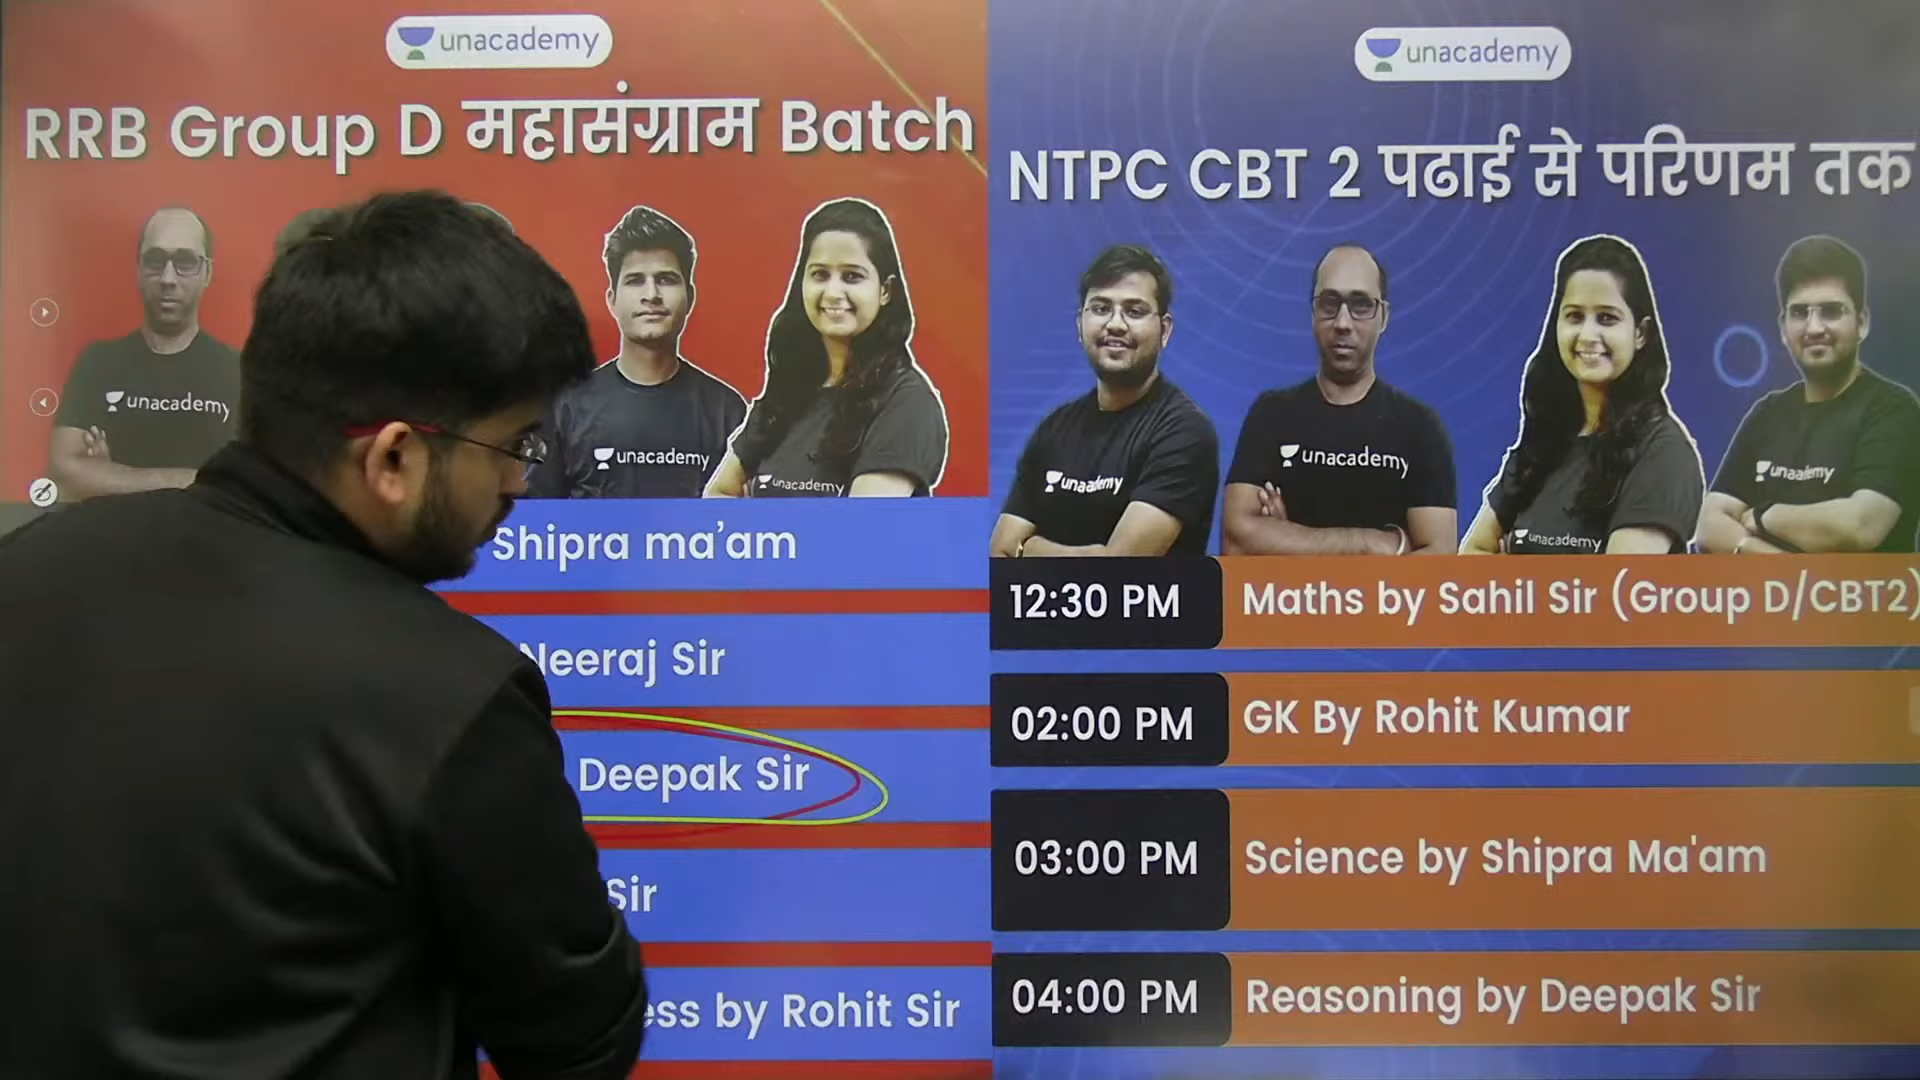 unacademy
RRB Group D महासंग्राम Batch
unacademy
unacademy
unacademy
Shipra ma'am
Neeraj Sir
Deepak Sir
Sir
by Rohit Sir
unacademy
NTPC CBT 2 पढाई से परिणम तक
unacademy
unacademy
unacademy
unacademy
12:30 PM Maths by Sahil Sir (Group D/CBT2)
02:00 PM GK By Rohit Kumar
03:00 PM Science by Shipra Ma'am
04:00 PM Reasoning by Deepak Sir